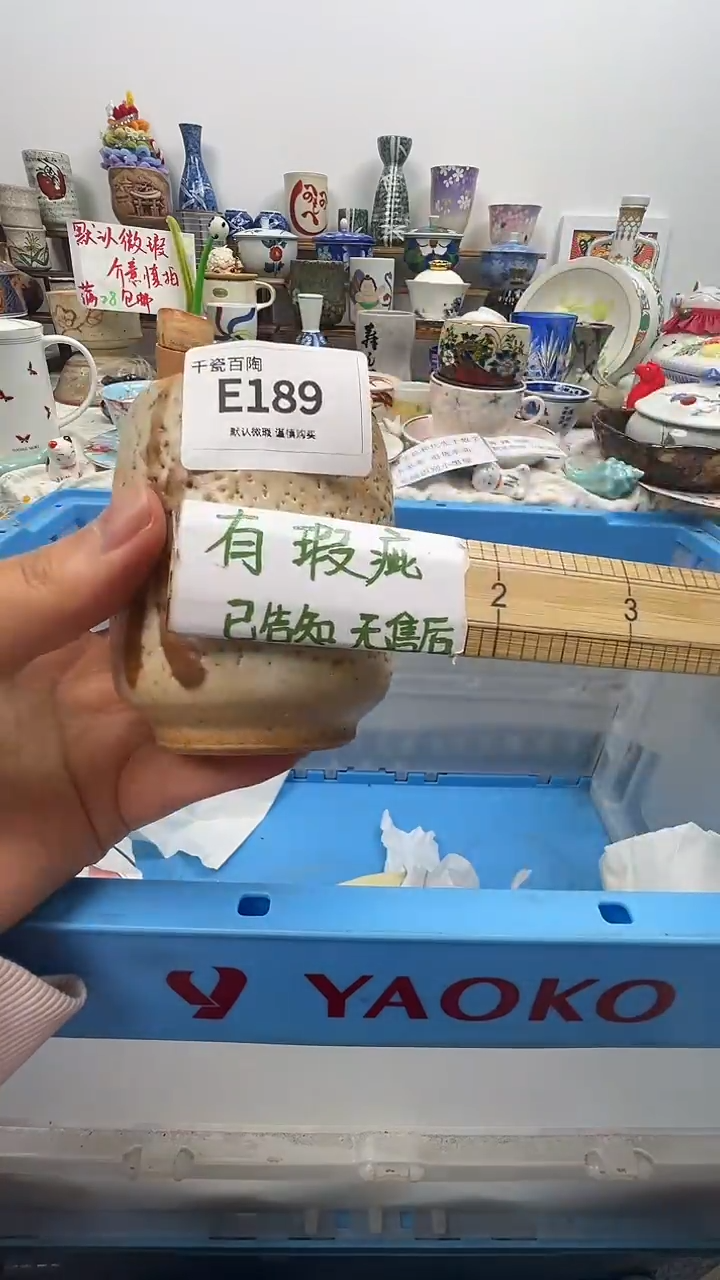 默认微瑕
介意慎拍
满28包邮
千瓷百陶
E189
默认微瑕 谨慎购买
有瑕疵
已告知 无售后
2
3
YAOKO